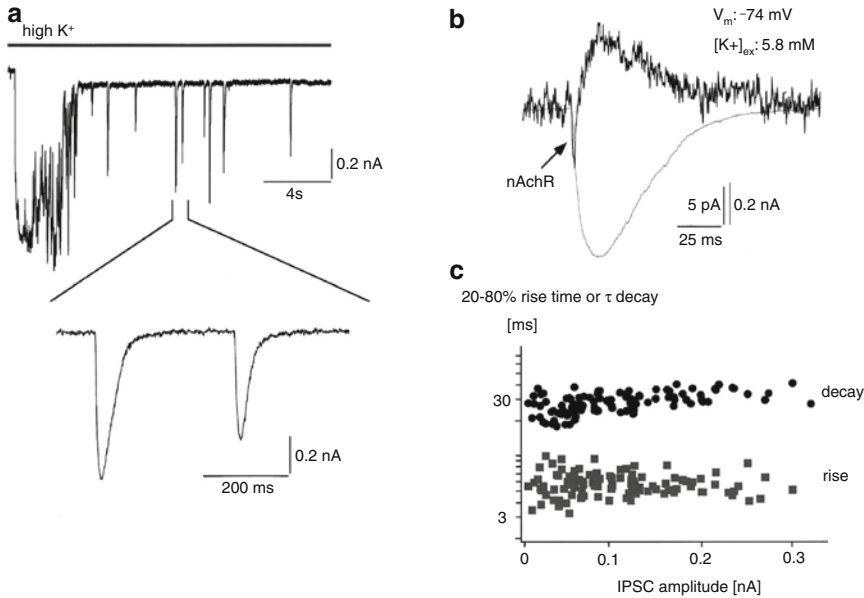 a
high K⁺
0.2 nA
4s
0.2 nA
200 ms
b
Vₘ: -74 mV
[K+]ₑₓ: 5.8 mM
nAchR
5 pA
0.2 nA
25 ms
c
20-80% rise time or τ decay
[ms]
30
decay
rise
3
0
0.1
0.2
0.3
IPSC amplitude [nA]